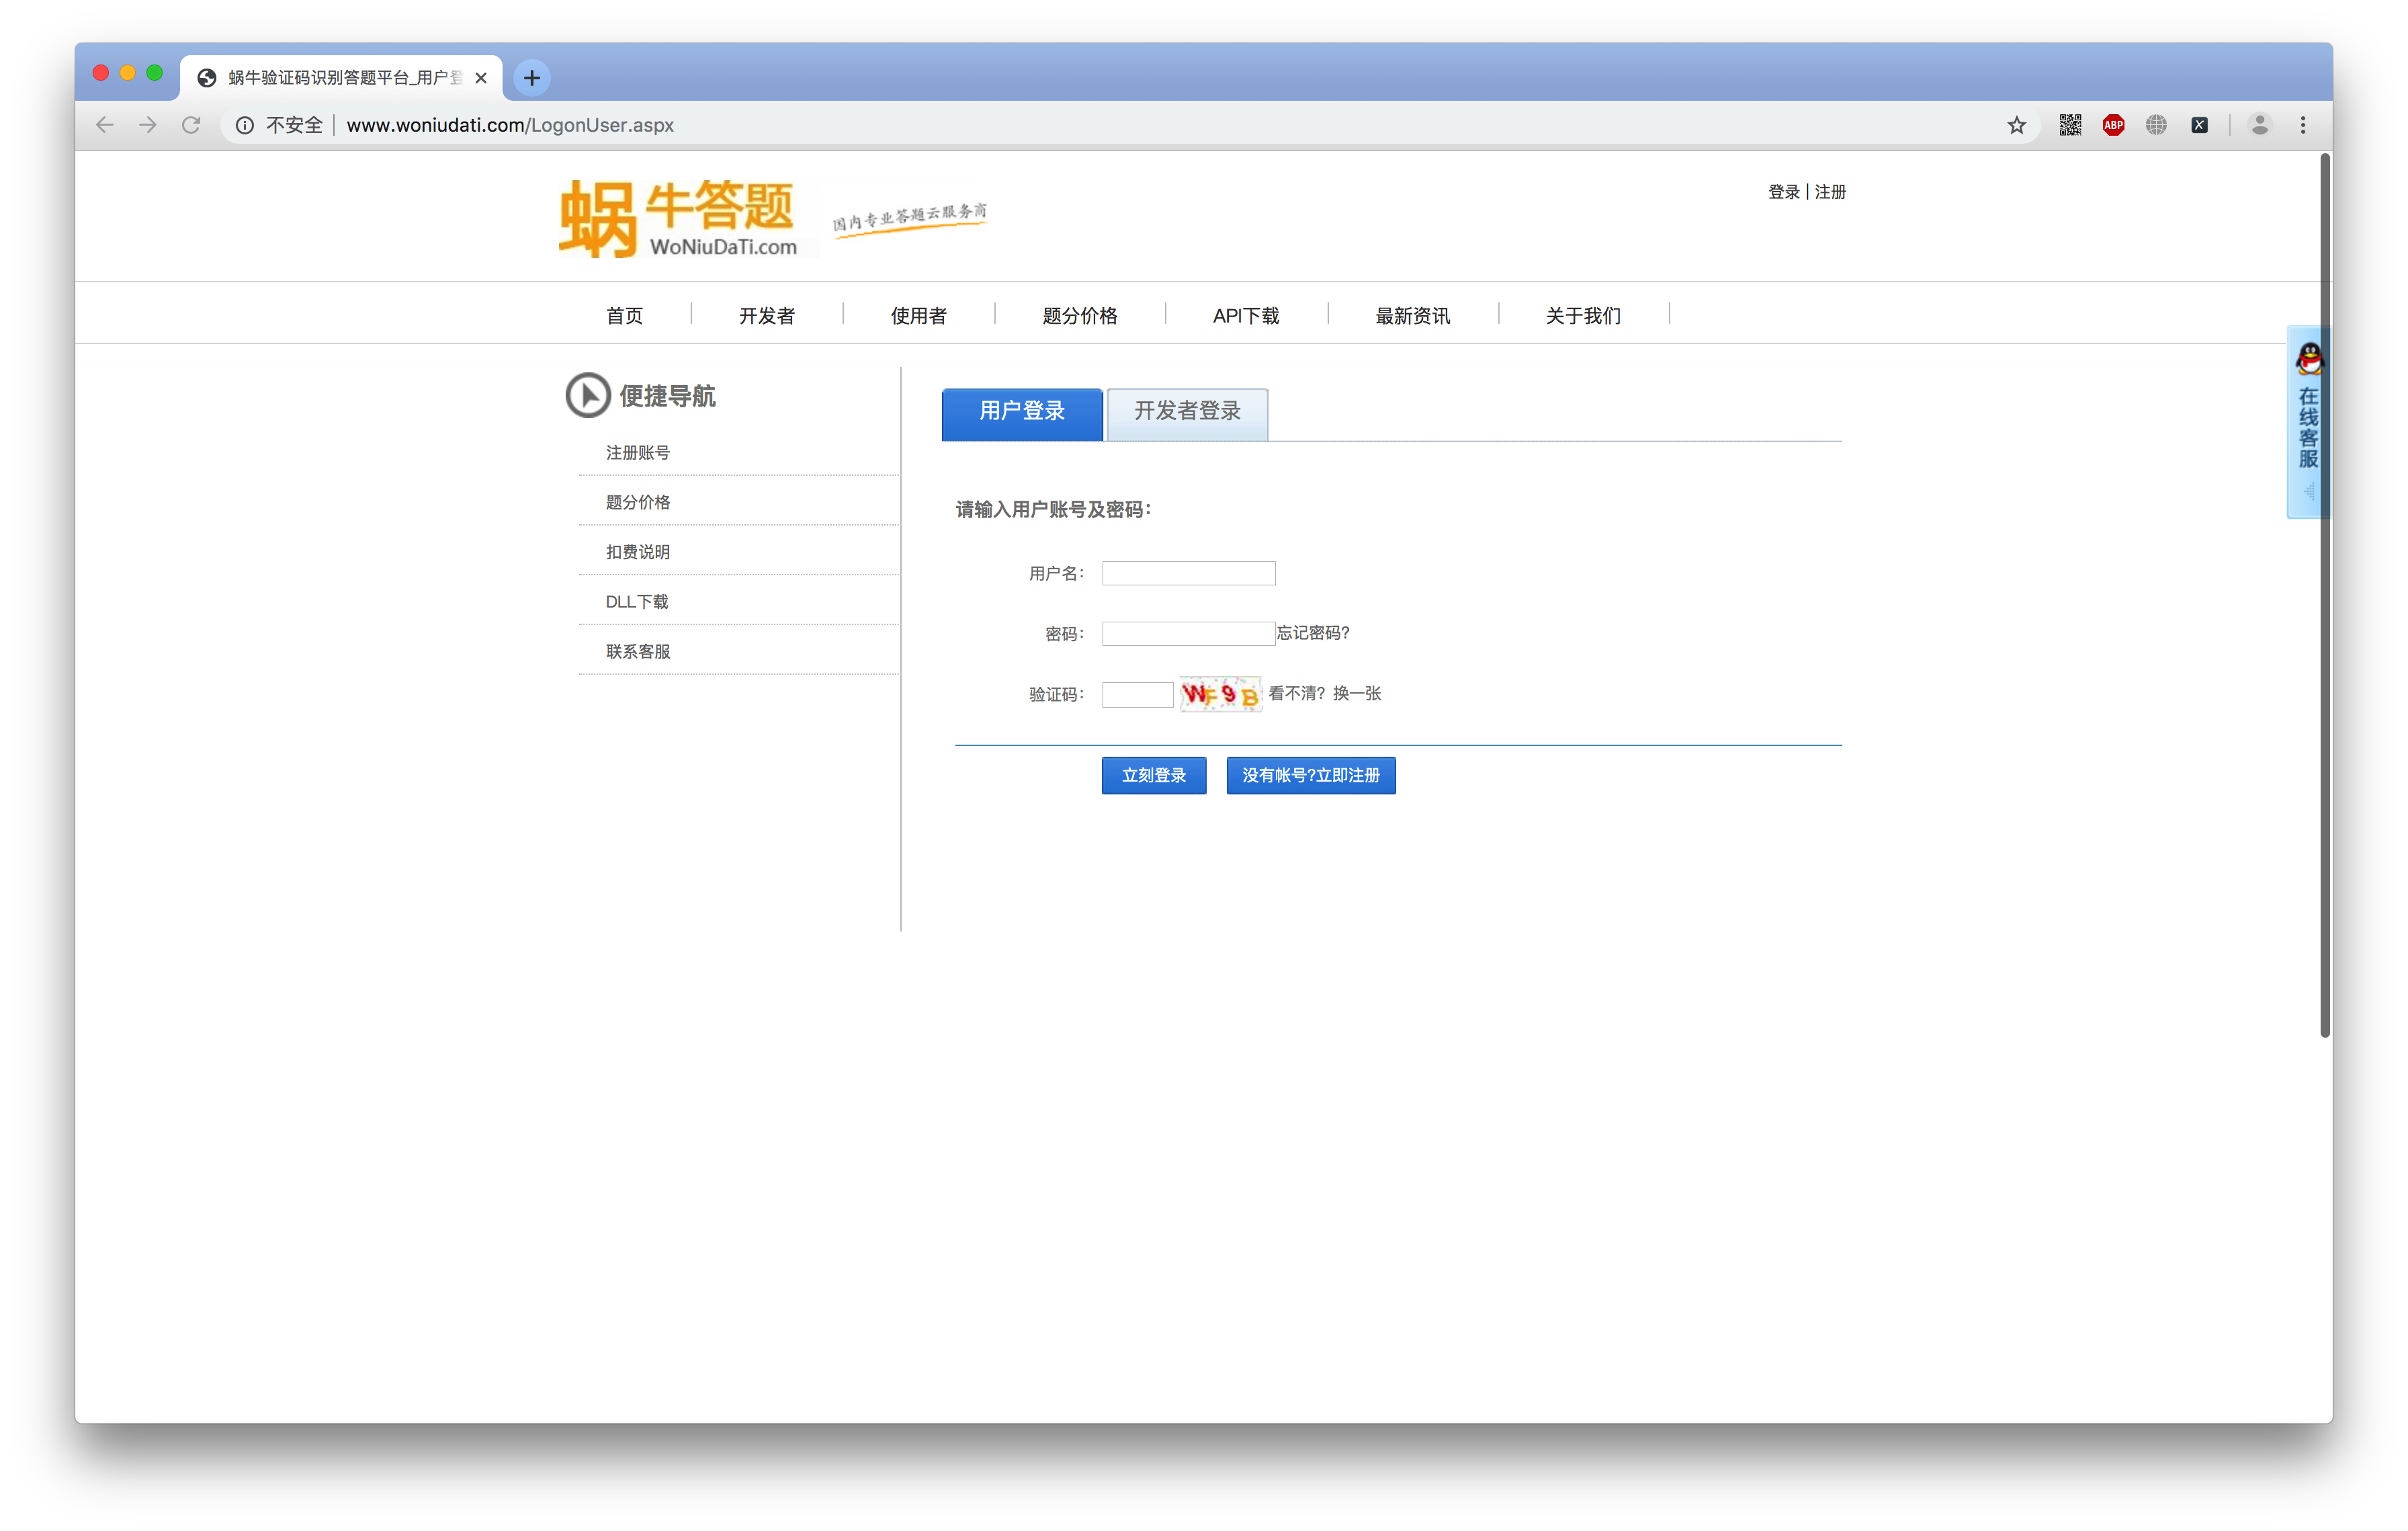 蜗牛验证码识别答题平台_用户登
不安全 | www.woniudati.com/LogonUser.aspx
ABP
X
蜗牛答题
WoNiuDaTi.com
国内专业答题云服务商
登录 | 注册
首页
开发者
使用者
题分价格
API下载
最新资讯
关于我们
在线客服
便捷导航
注册账号
题分价格
扣费说明
DLL下载
联系客服
用户登录
开发者登录
请输入用户账号及密码：
用户名：
密码： 忘记密码?
验证码： WF9B 看不清？换一张
立刻登录
没有帐号?立即注册